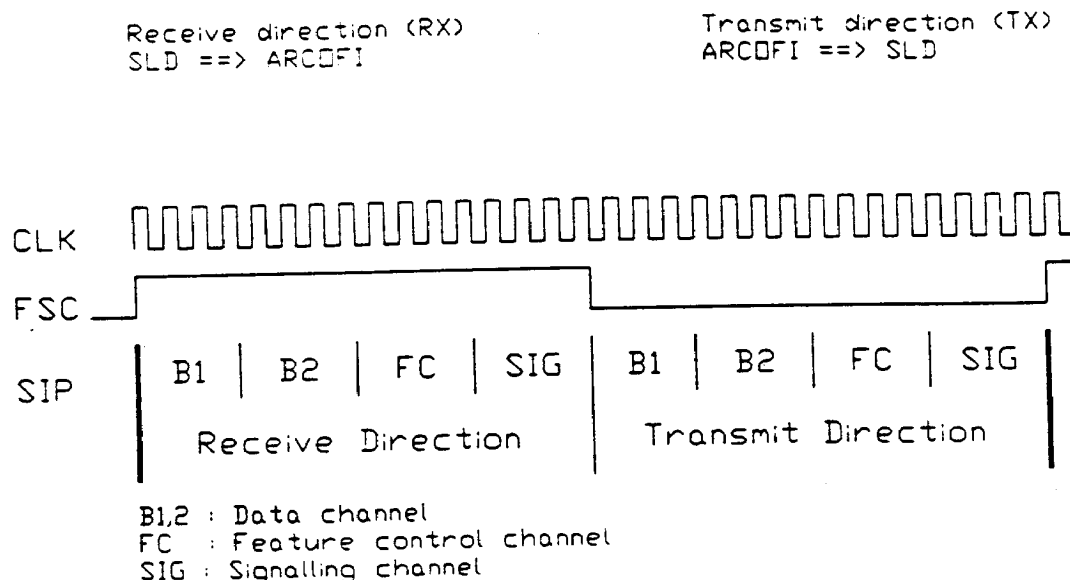 Receive direction (RX)
SLD ==> ARCOFI
Transmit direction (TX)
ARCOFI ==> SLD
CLK
FSC
SIP
B1 B2 FC SIG B1 B2 FC SIG
Receive Direction
Transmit Direction
B1,2 : Data channel
FC : Feature control channel
SIG : Signalling channel